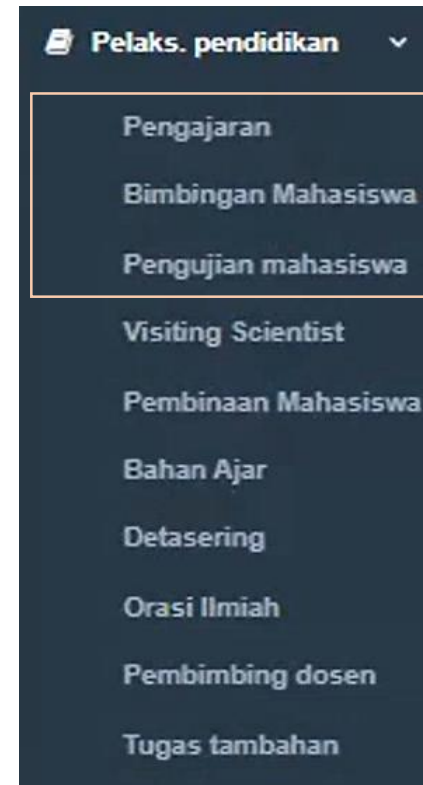 Pelaks. pendidikan
Pengajaran
Bimbingan Mahasiswa
Pengujian mahasiswa
Visiting Scientist
Pembinaan Mahasiswa
Bahan Ajar
Detasering
Orasi Ilmiah
Pembimbing dosen
Tugas tambahan